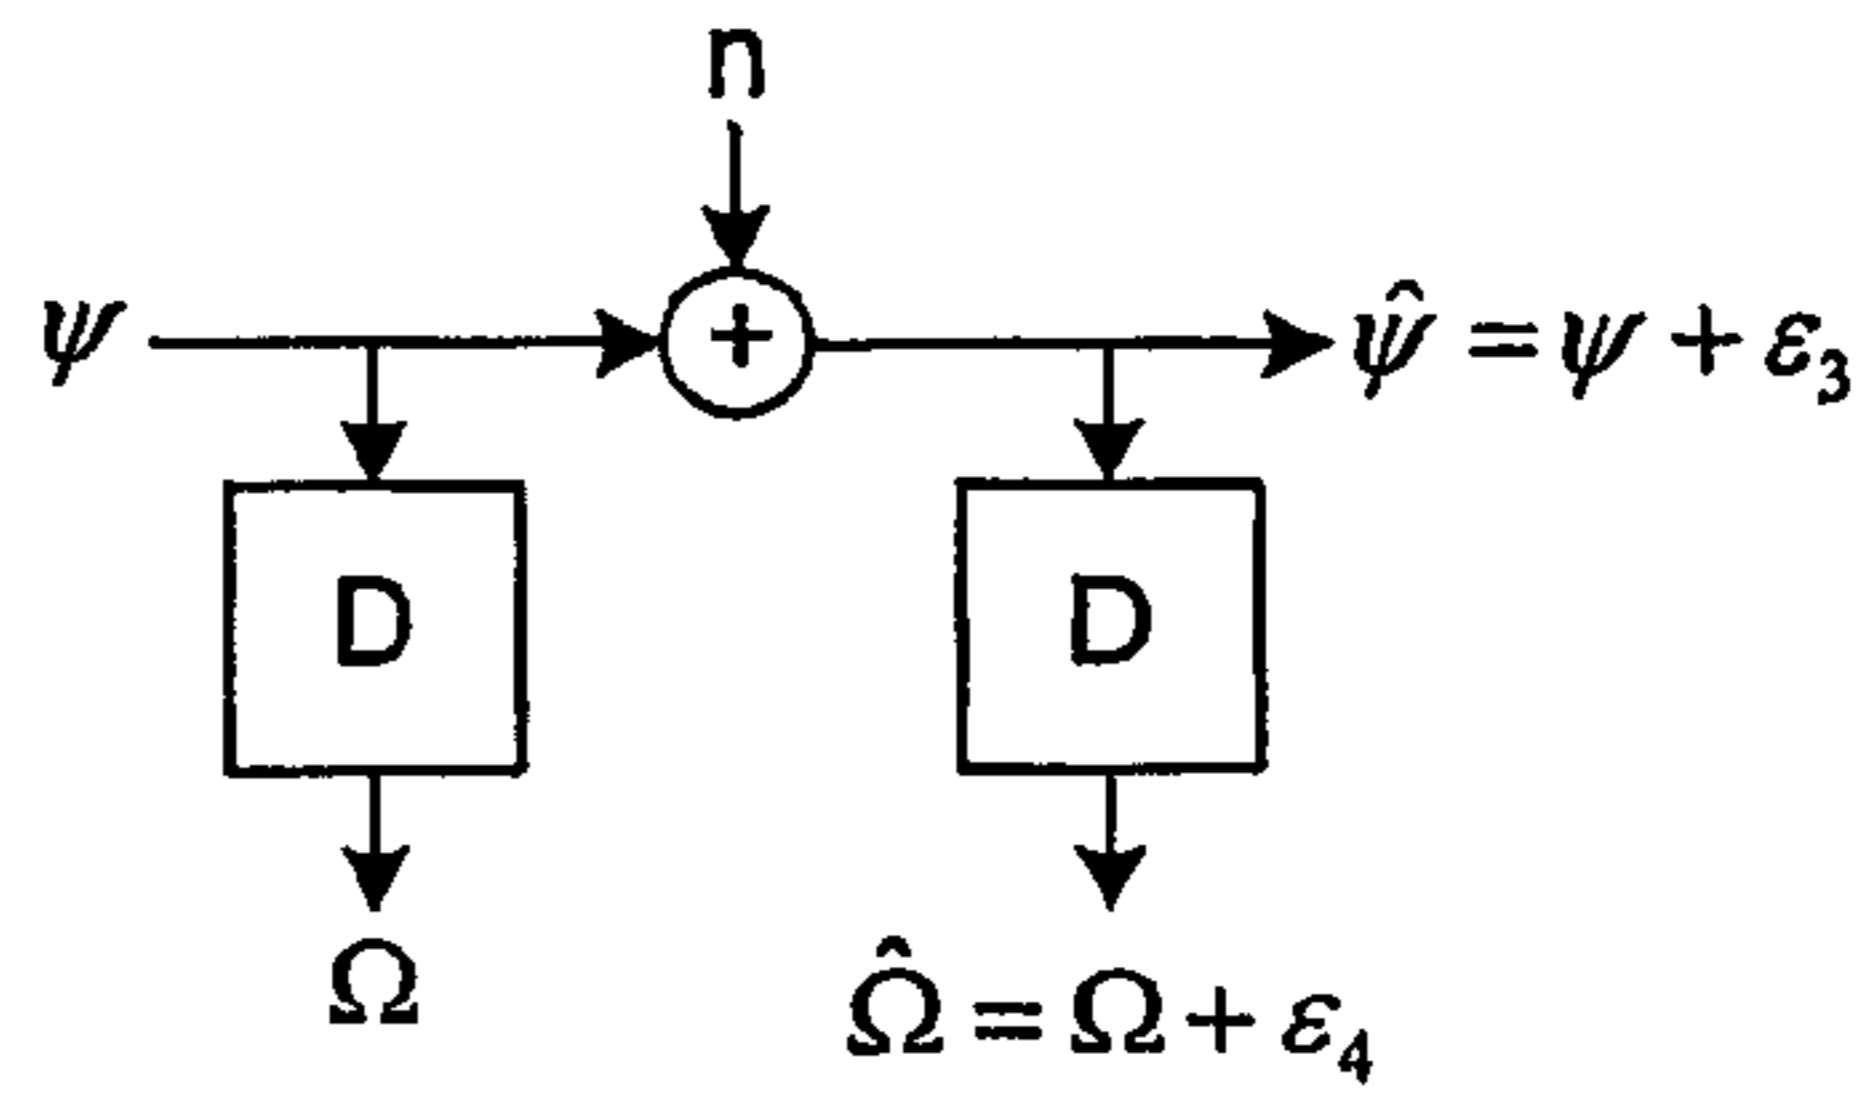 n
ψ
+
ψ̂ = ψ + ε₃
D
D
Ω
Ω̂ = Ω + ε₄